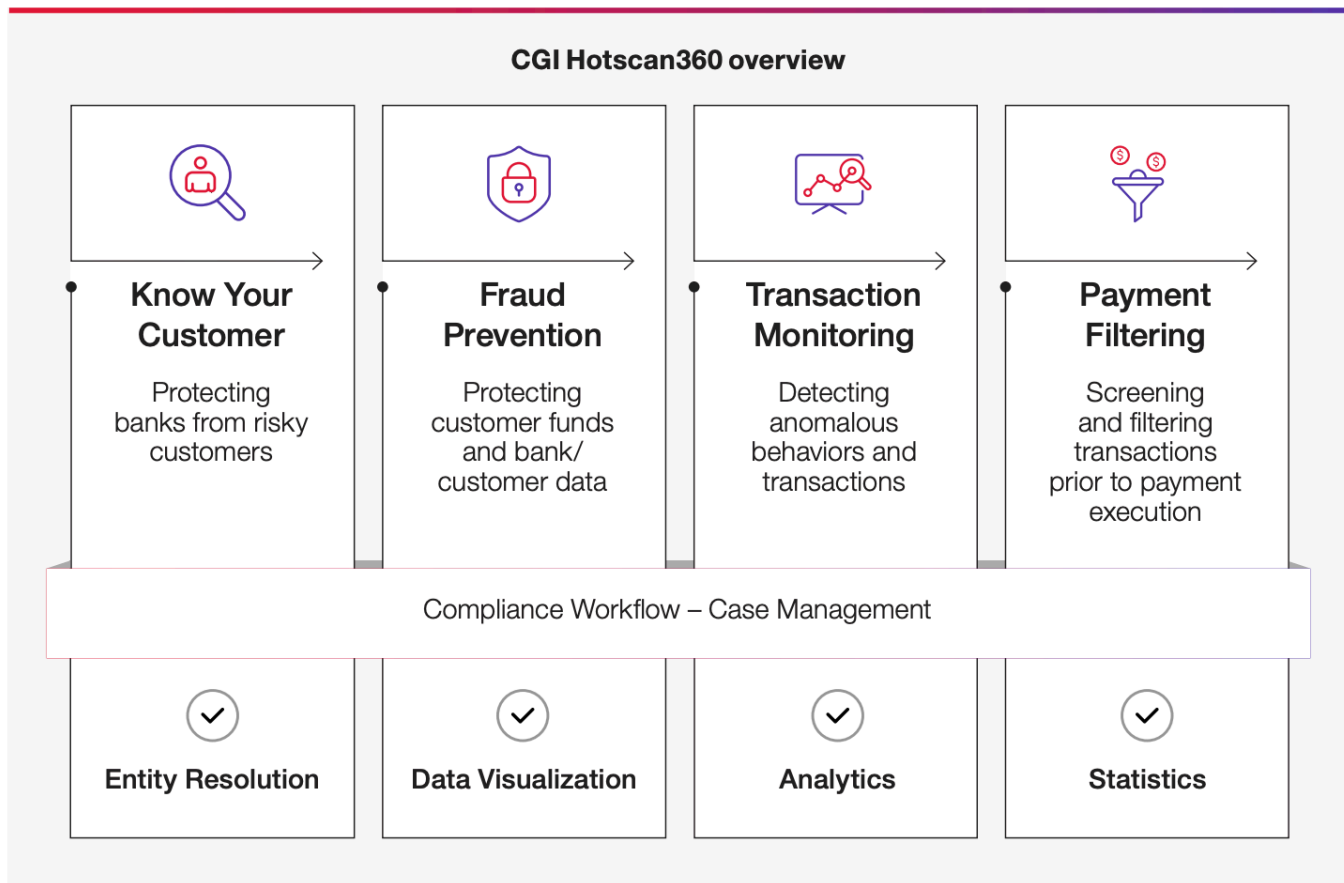 CGI Hotscan360 overview
Know Your
Customer
Protecting
banks from risky
customers
Fraud
Prevention
Protecting
customer funds
and bank/
customer data
Transaction
Monitoring
Detecting
anomalous
behaviors and
transactions
Payment
Filtering
Screening
and filtering
transactions
prior to payment
execution
Compliance Workflow – Case Management
Entity Resolution
Data Visualization
Analytics
Statistics